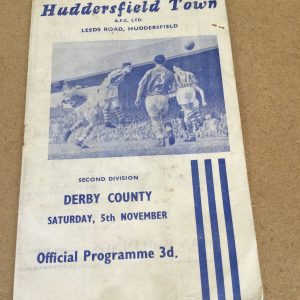 Huddersfield Town
A.F.C. LTD.
LEEDS ROAD, HUDDERSFIELD
SECOND DIVISION
DERBY COUNTY
SATURDAY, 5th NOVEMBER
Official Programme 3d.